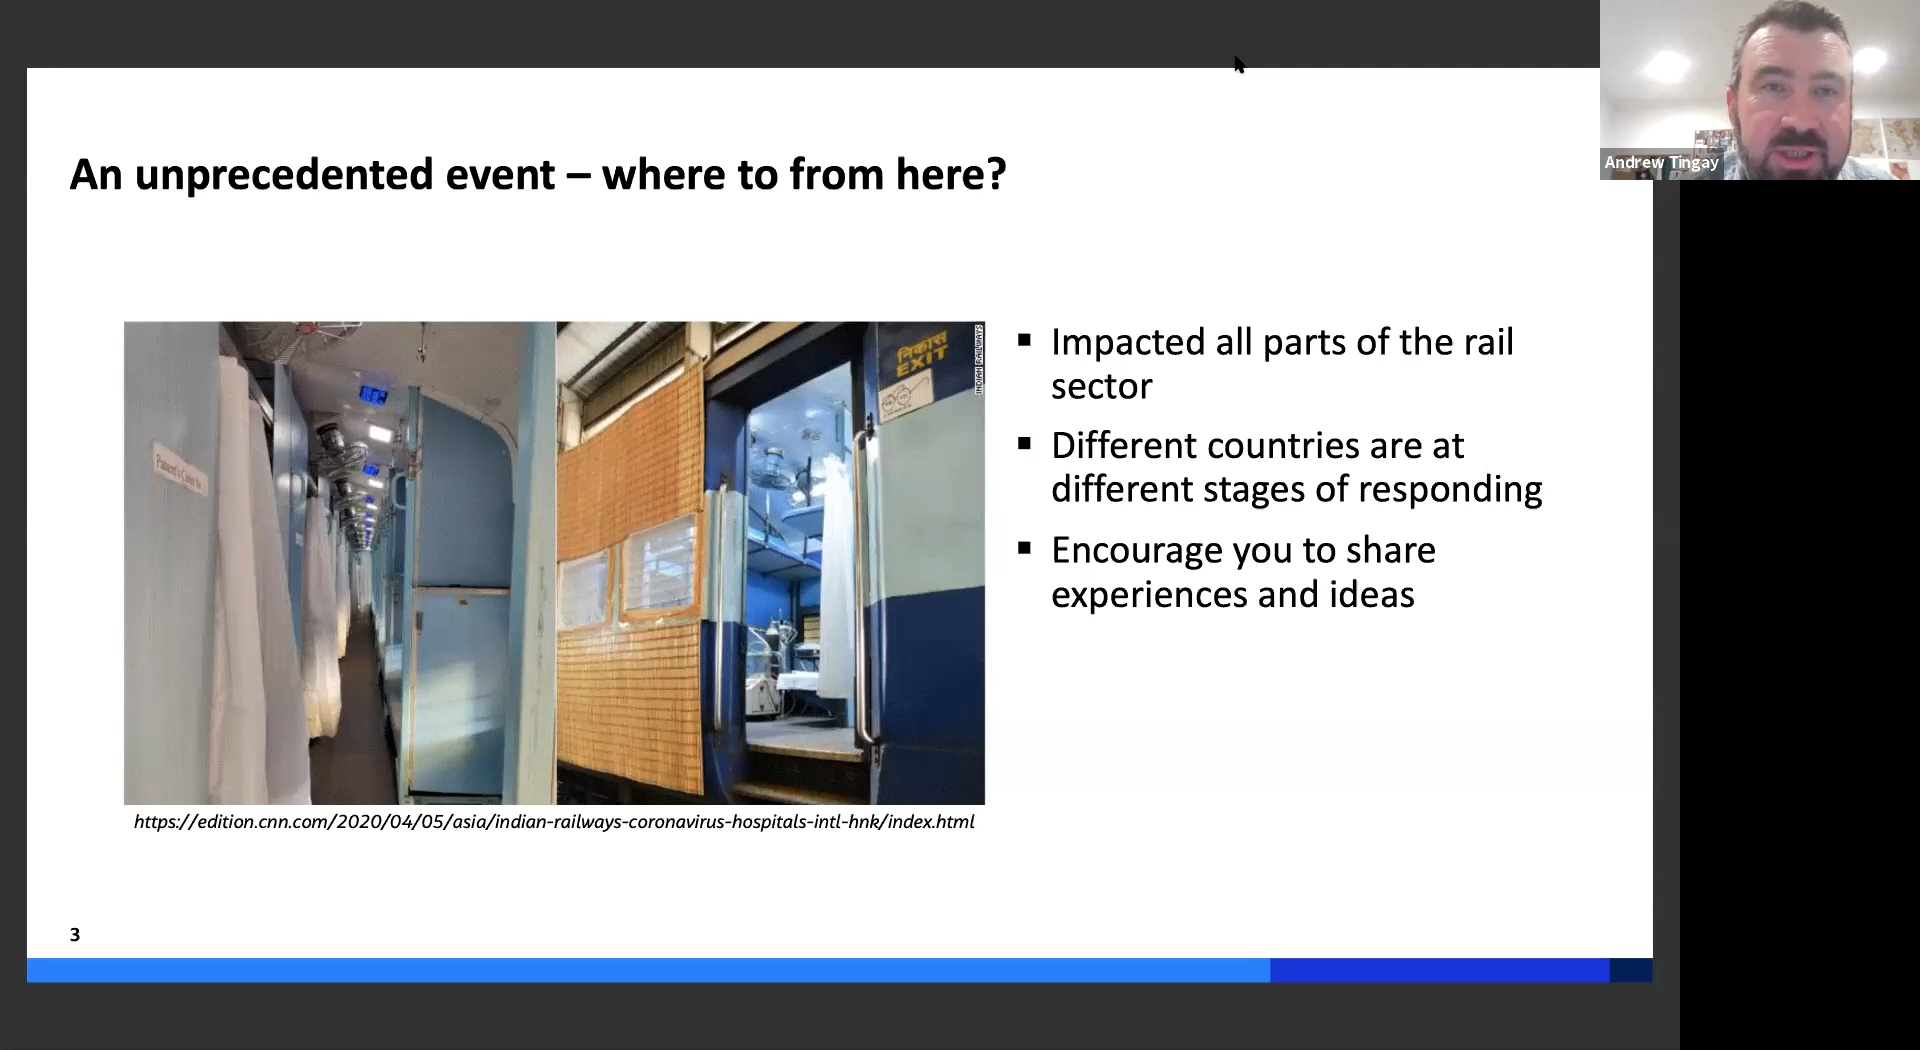 Andrew Tingay
An unprecedented event – where to from here?
निकास
EXIT
INDIAN RAILWAYS
▪ Impacted all parts of the rail
sector
▪ Different countries are at
different stages of responding
▪ Encourage you to share
experiences and ideas
https://edition.cnn.com/2020/04/05/asia/indian-railways-coronavirus-hospitals-intl-hnk/index.html
3